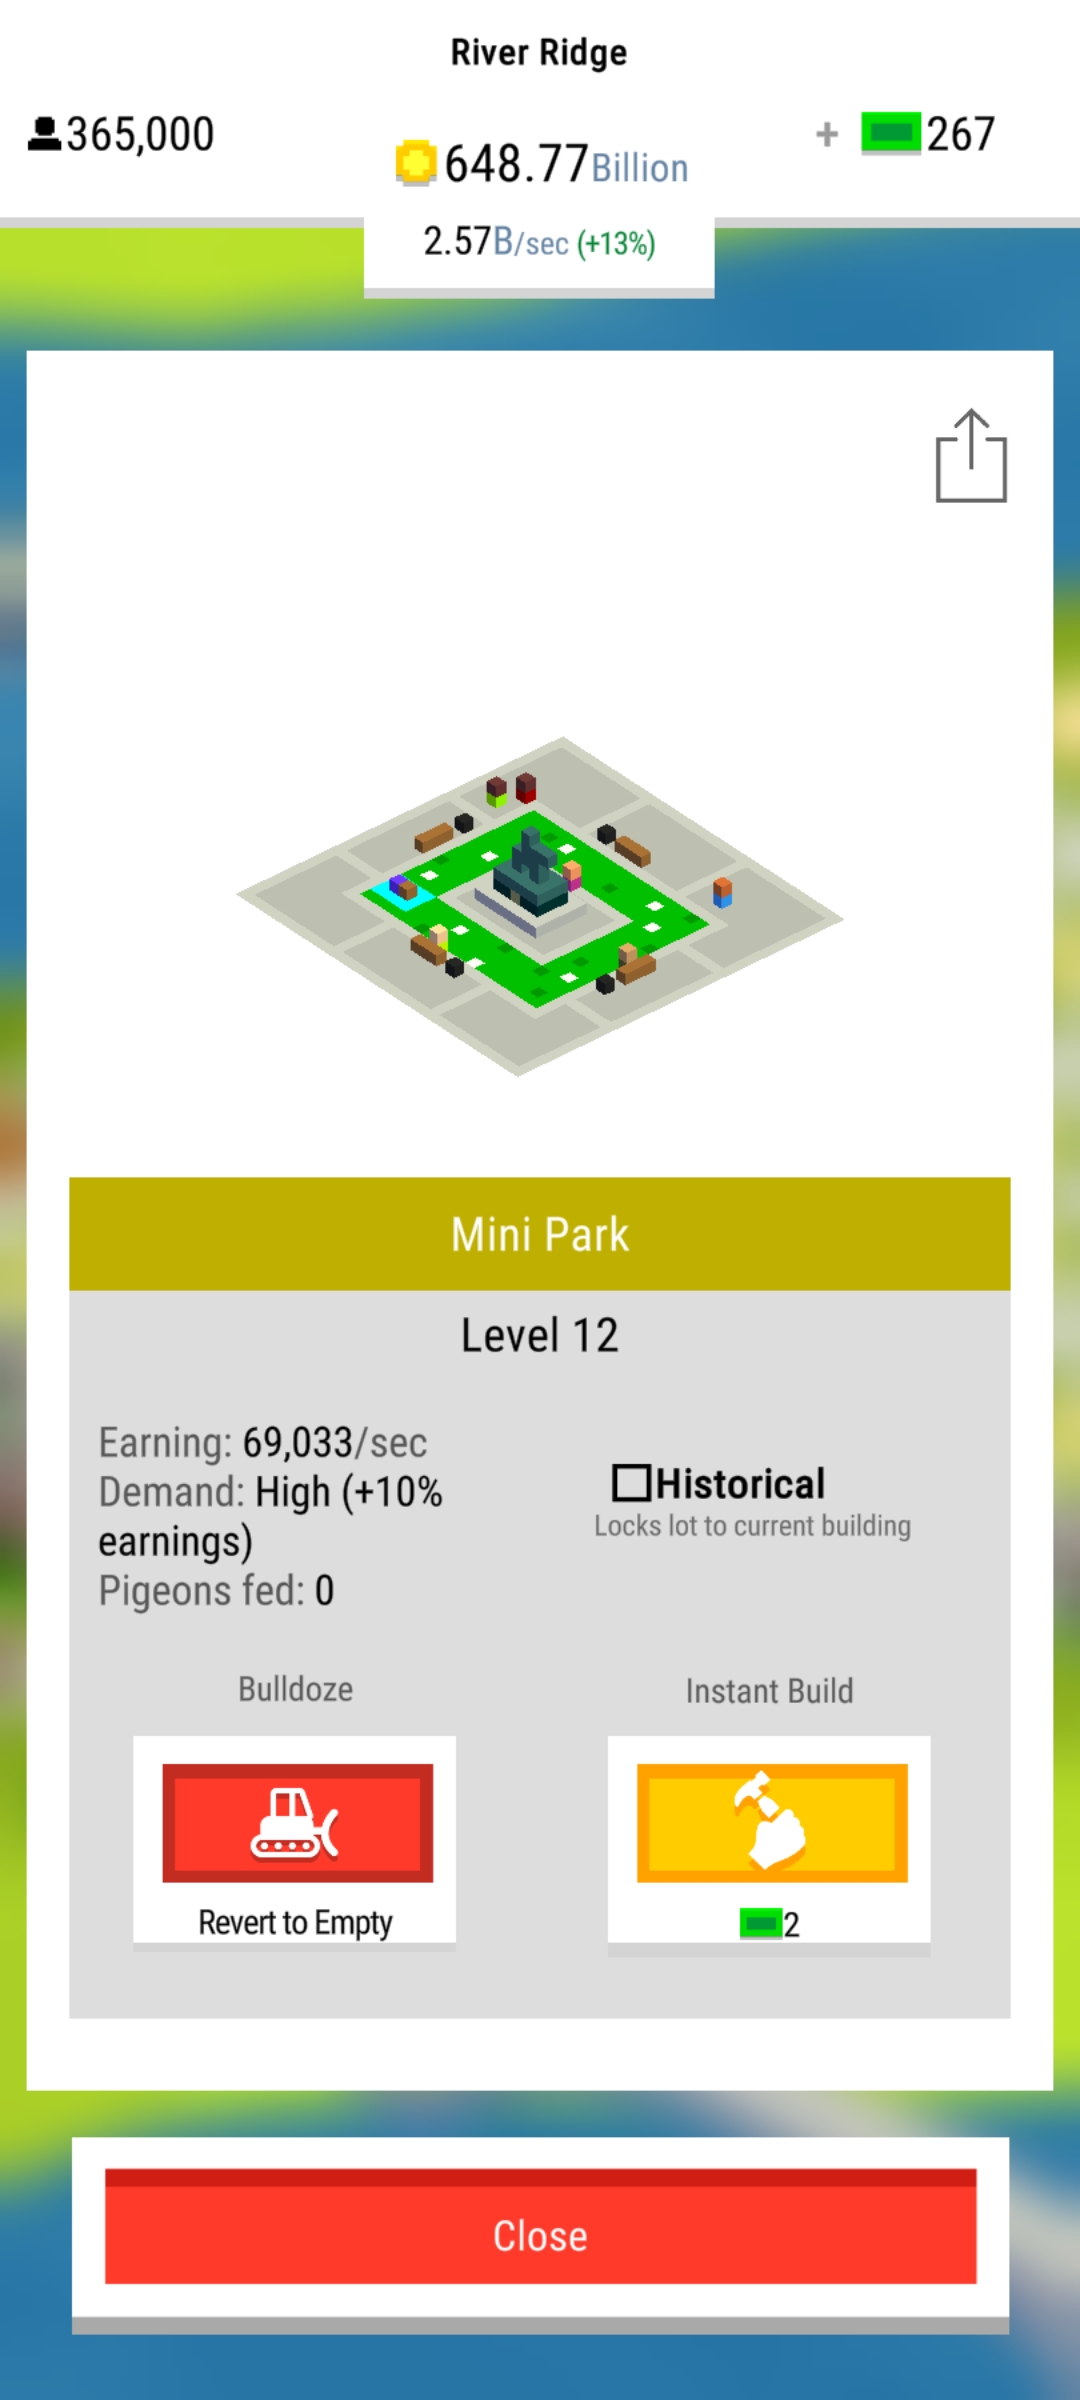 River Ridge
365,000
+ 267
648.77Billion
2.57B/sec (+13%)
Mini Park
Level 12
Earning: 69,033/sec
Demand: High (+10%
earnings)
Pigeons fed: 0
Historical
Locks lot to current building
Bulldoze
Instant Build
Revert to Empty
2
Close